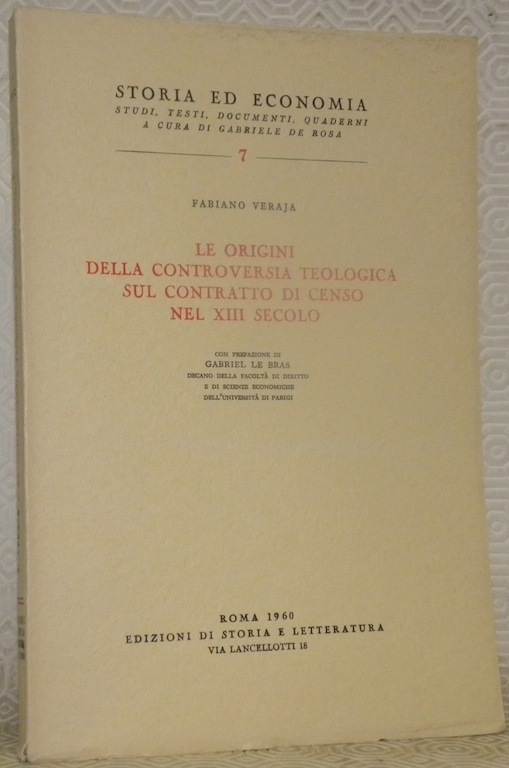 STORIA ED ECONOMIA
STUDI, TESTI, DOCUMENTI, QUADERNI
A CURA DI GABRIELE DE ROSA
7
FABIANO VERAJA
LE ORIGINI
DELLA CONTROVERSIA TEOLOGICA
SUL CONTRATTO DI CENSO
NEL XIII SECOLO
CON PREFAZIONE DI
GABRIEL LE BRAS
DECANO DELLA FACOLTÀ DI DIRITTO
E DI SCIENZE ECONOMICHE
DELL'UNIVERSITÀ DI PARIGI
ROMA 1960
EDIZIONI DI STORIA E LETTERATURA
VIA LANCELLOTTI 18